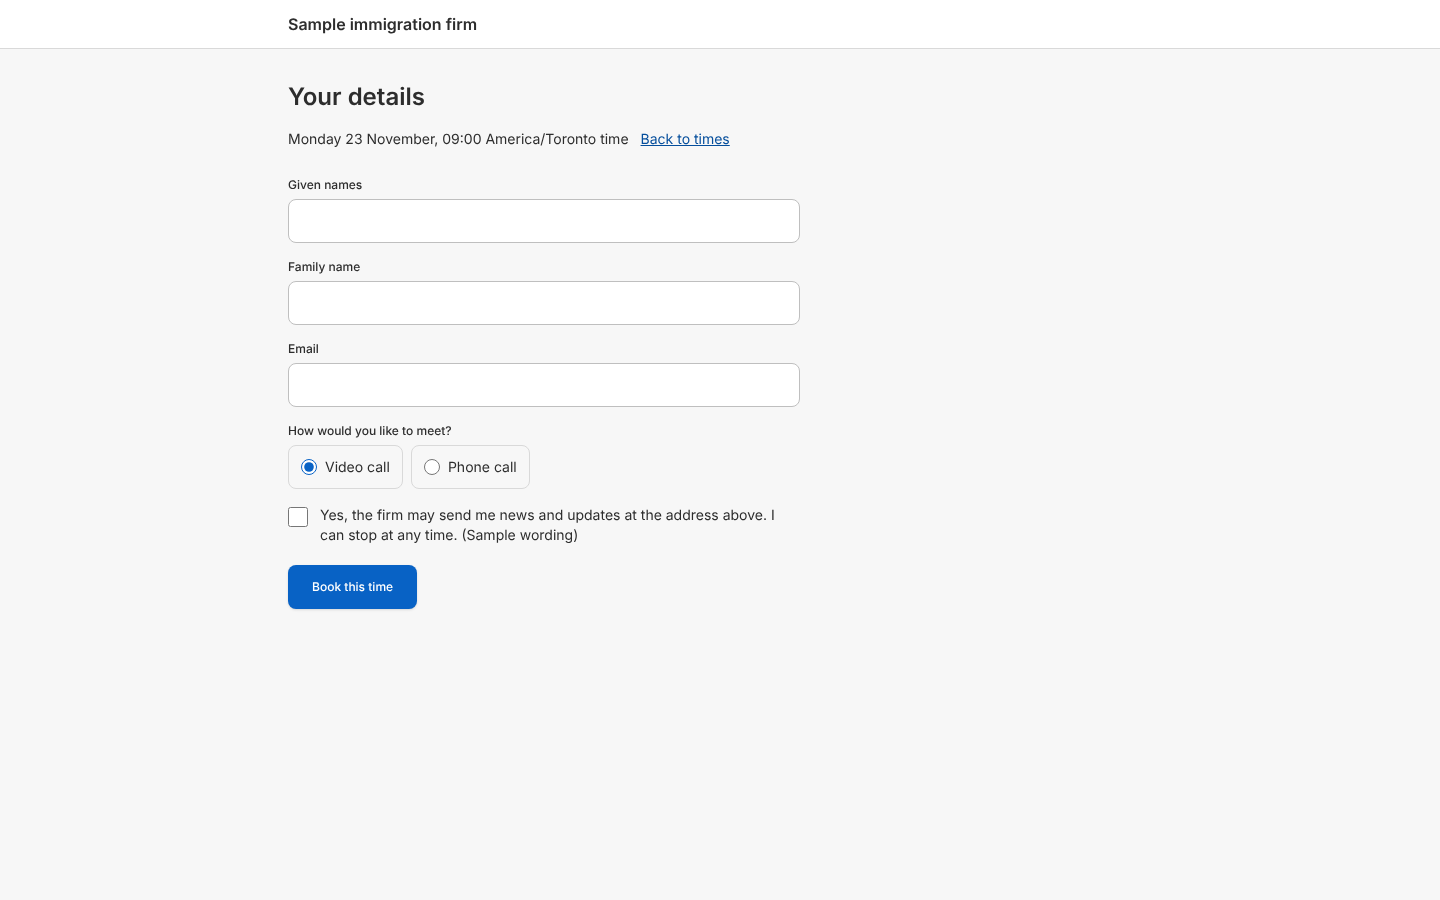 Sample immigration firm
Your details
Monday 23 November, 09:00 America/Toronto time Back to times
Given names
Family name
Email
How would you like to meet?
Video call Phone call
Yes, the firm may send me news and updates at the address above. I
can stop at any time. (Sample wording)
Book this time